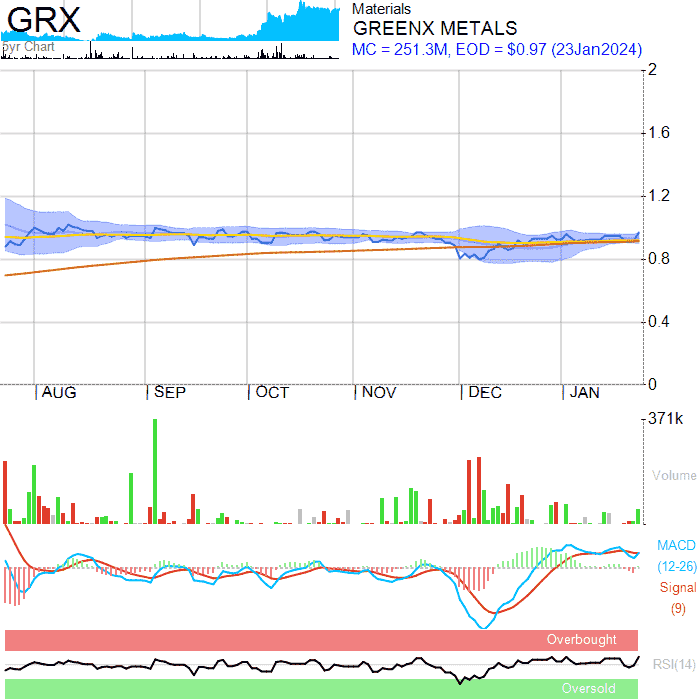 GRX
5yr Chart
Materials
GREENX METALS
MC = 251.3M, EOD = $0.97 (23Jan2024)
2
1.6
1.2
0.8
0.4
0
AUG SEP OCT NOV DEC JAN
371k
Volume
MACD
(12-26)
Signal
(9)
Overbought
RSI(14)
Oversold